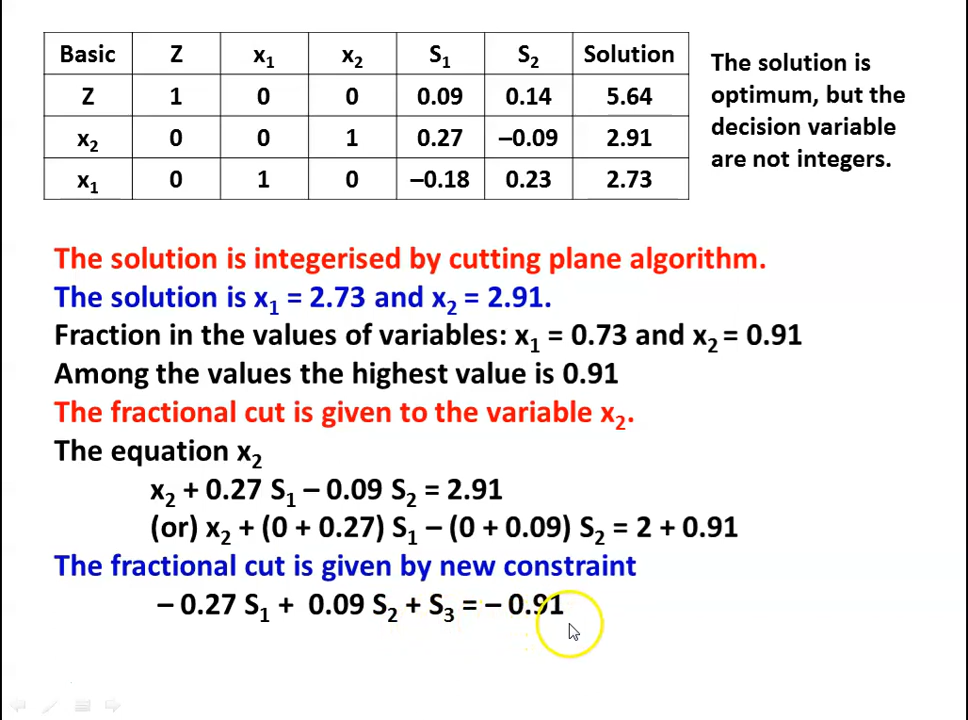 Basic Z x₁ x₂ S₁ S₂ Solution
Z 1 0 0 0.09 0.14 5.64
x₂ 0 0 1 0.27 –0.09 2.91
x₁ 0 1 0 –0.18 0.23 2.73
The solution is
optimum, but the
decision variable
are not integers.
The solution is integerised by cutting plane algorithm.
The solution is x₁ = 2.73 and x₂ = 2.91.
Fraction in the values of variables: x₁ = 0.73 and x₂ = 0.91
Among the values the highest value is 0.91
The fractional cut is given to the variable x₂.
The equation x₂
x₂ + 0.27 S₁ – 0.09 S₂ = 2.91
(or) x₂ + (0 + 0.27) S₁ – (0 + 0.09) S₂ = 2 + 0.91
The fractional cut is given by new constraint
– 0.27 S₁ + 0.09 S₂ + S₃ = – 0.91